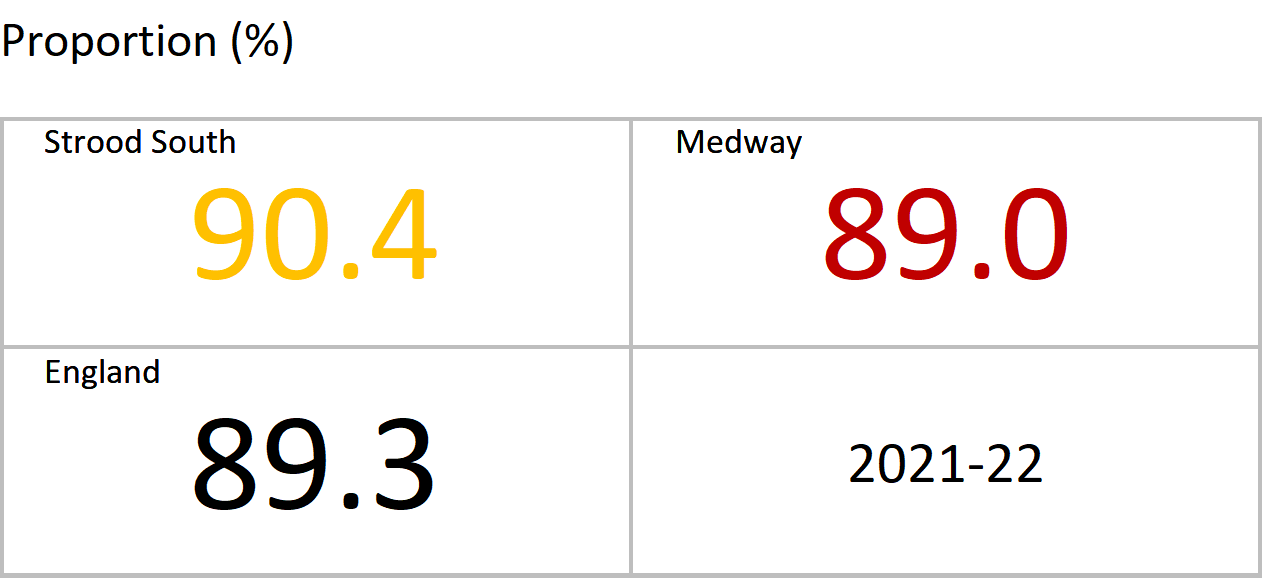 Proportion (%)
Strood South
90.4
Medway
89.0
England
89.3
2021-22